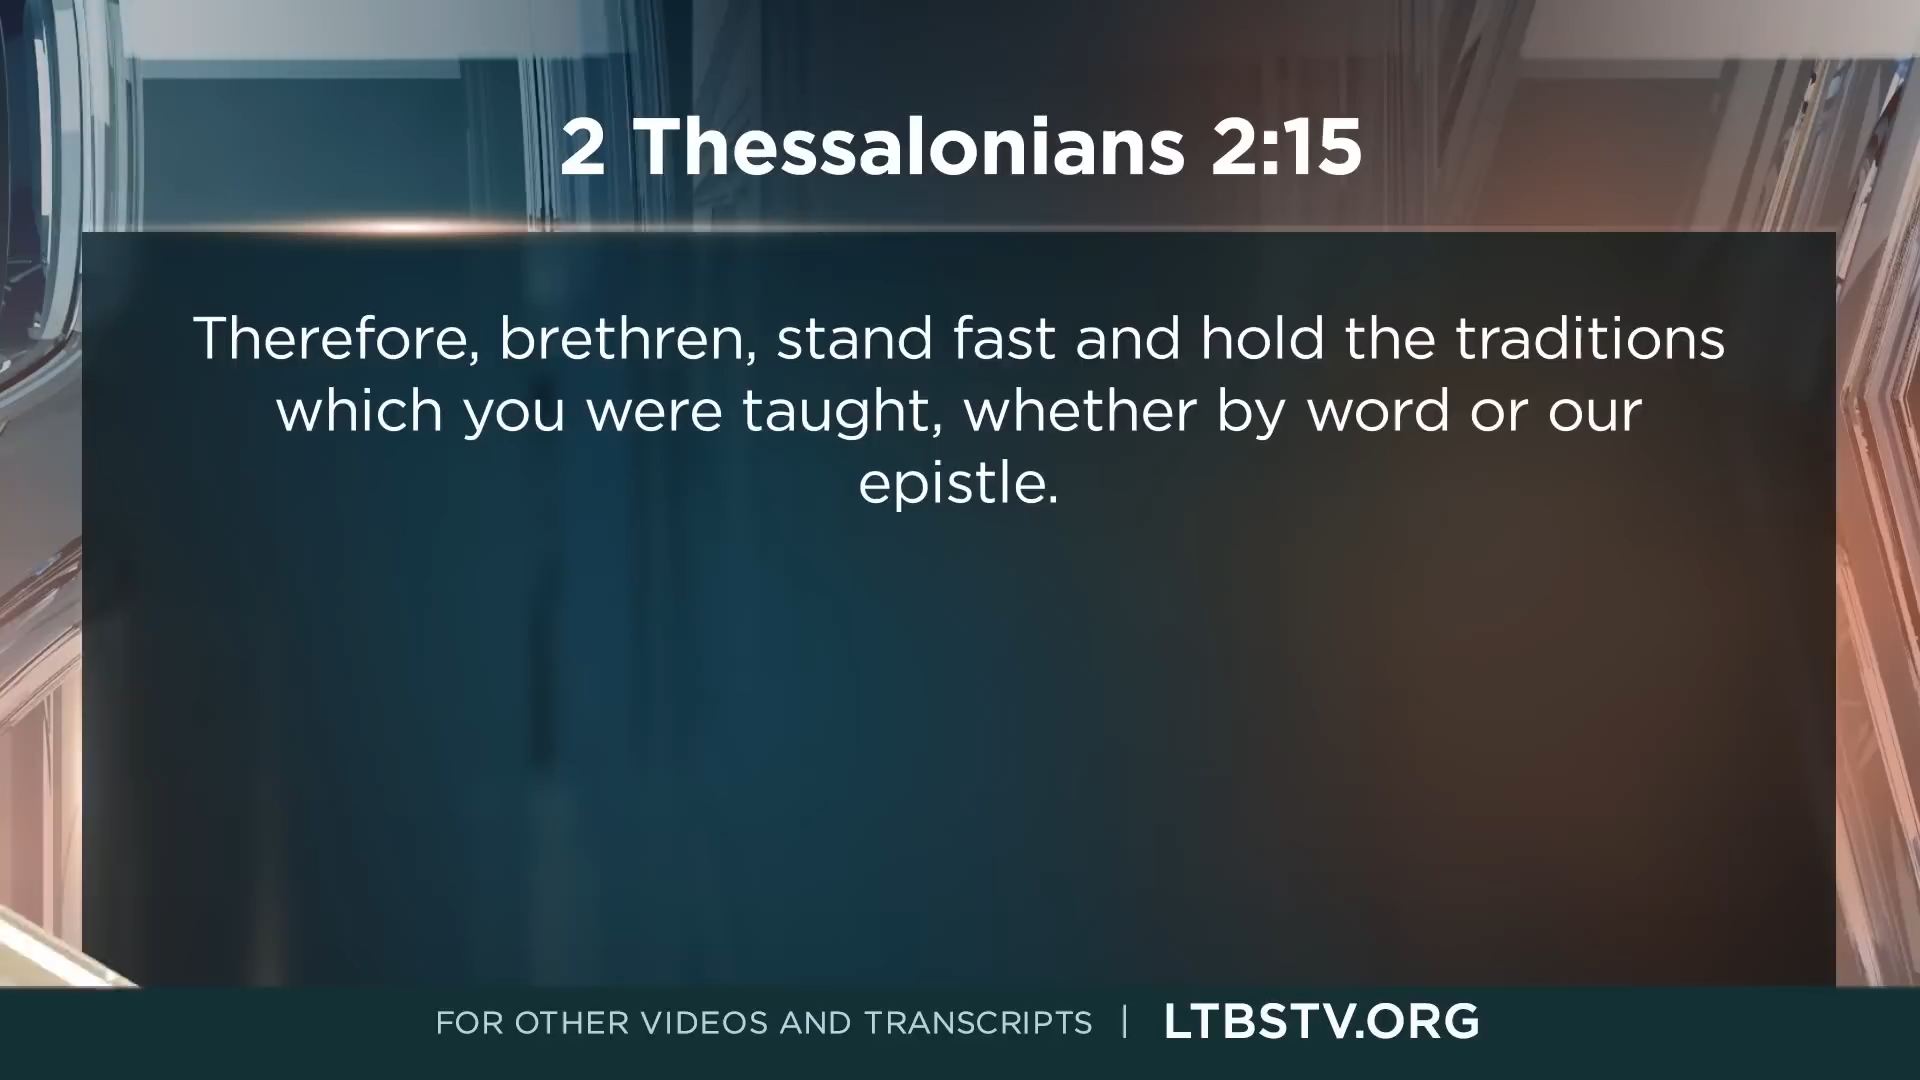 2 Thessalonians 2:15
Therefore, brethren, stand fast and hold the traditions
which you were taught, whether by word or our
epistle.
FOR OTHER VIDEOS AND TRANSCRIPTS | LTBSTV.ORG